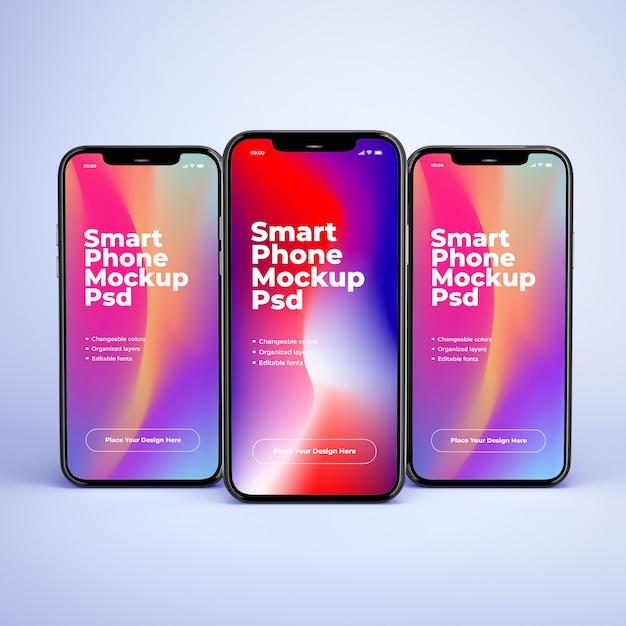 09:00
Smart
Phone
Mockup
Psd
Changeable colors
Organized layers
Editable fonts
Place Your Design Here
09:00
Smart
Phone
Mockup
Psd
Changeable colors
Organized layers
Editable fonts
Place Your Design Here
09:00
Smart
Phone
Mockup
Psd
Changeable colors
Organized layers
Editable fonts
Place Your Design Here